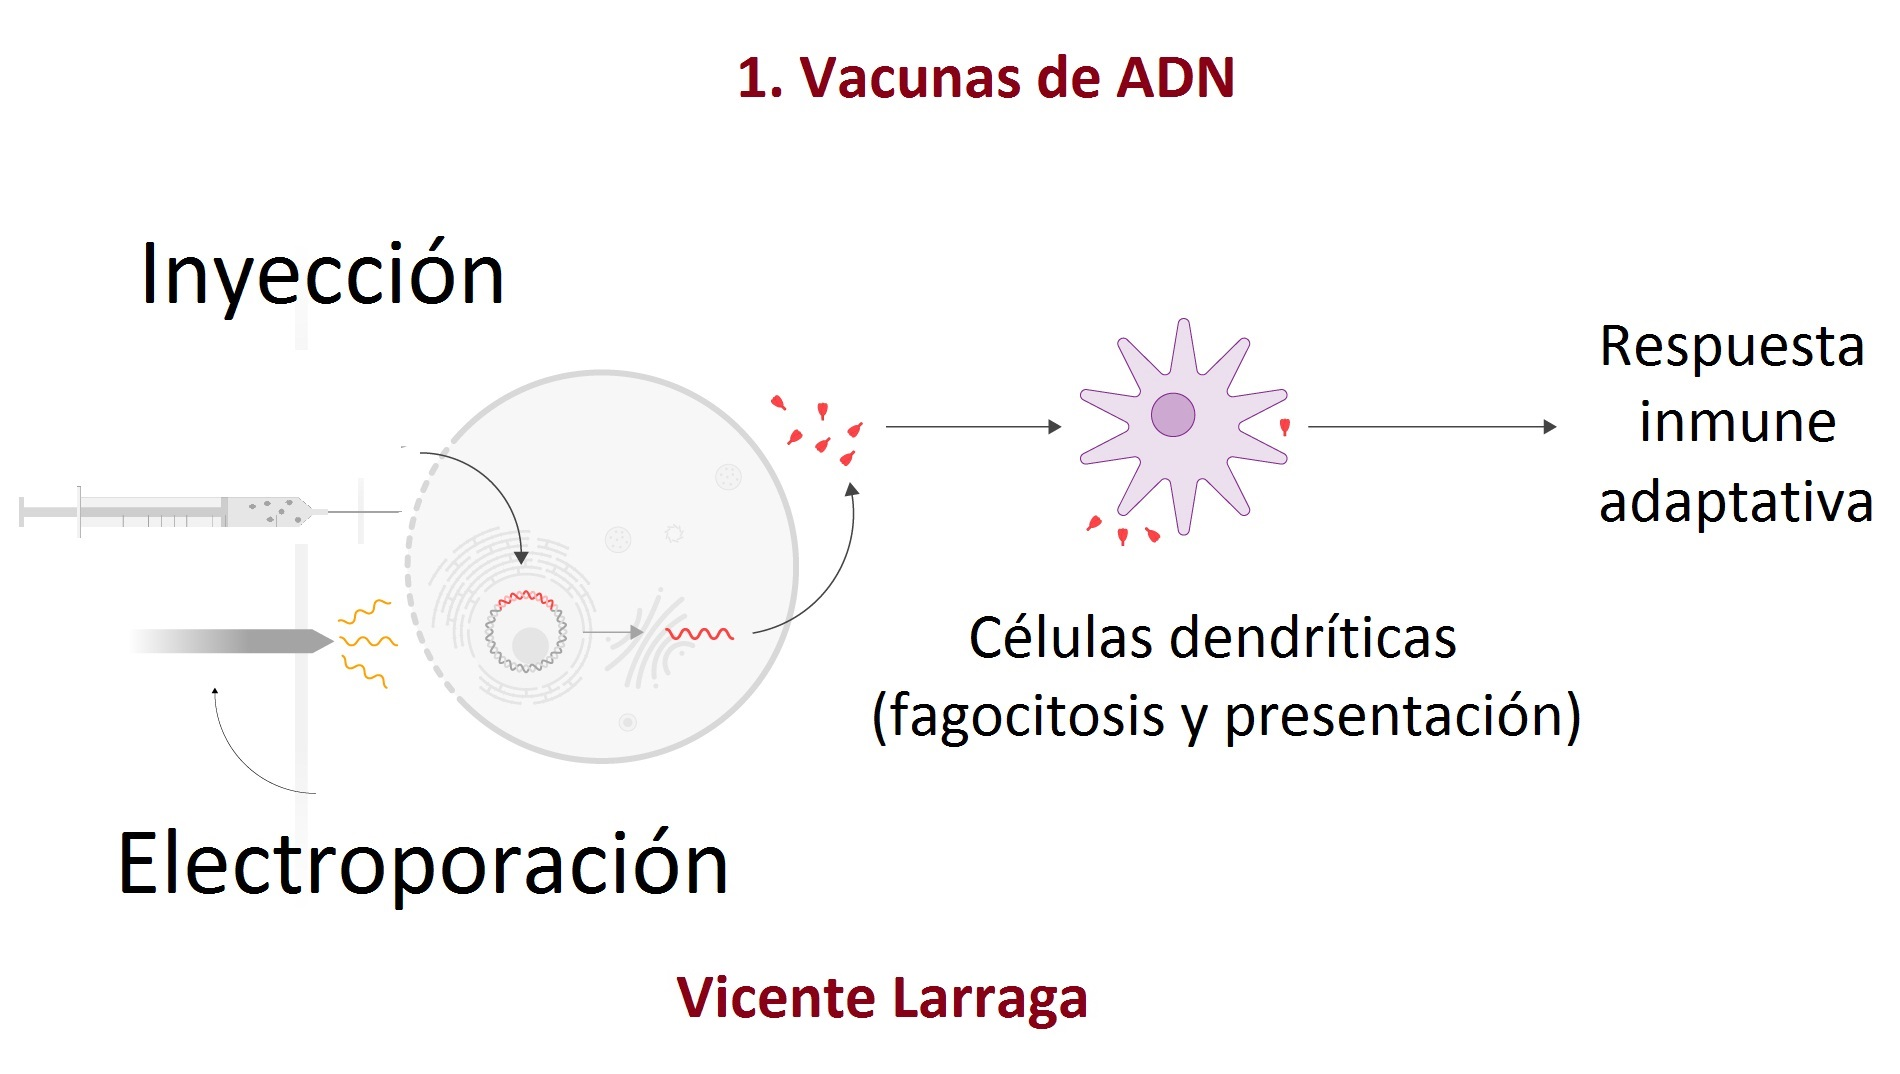 1. Vacunas de ADN
Inyección
Respuesta
inmune
adaptativa
Células dendríticas
(fagocitosis y presentación)
Electroporación
Vicente Larraga